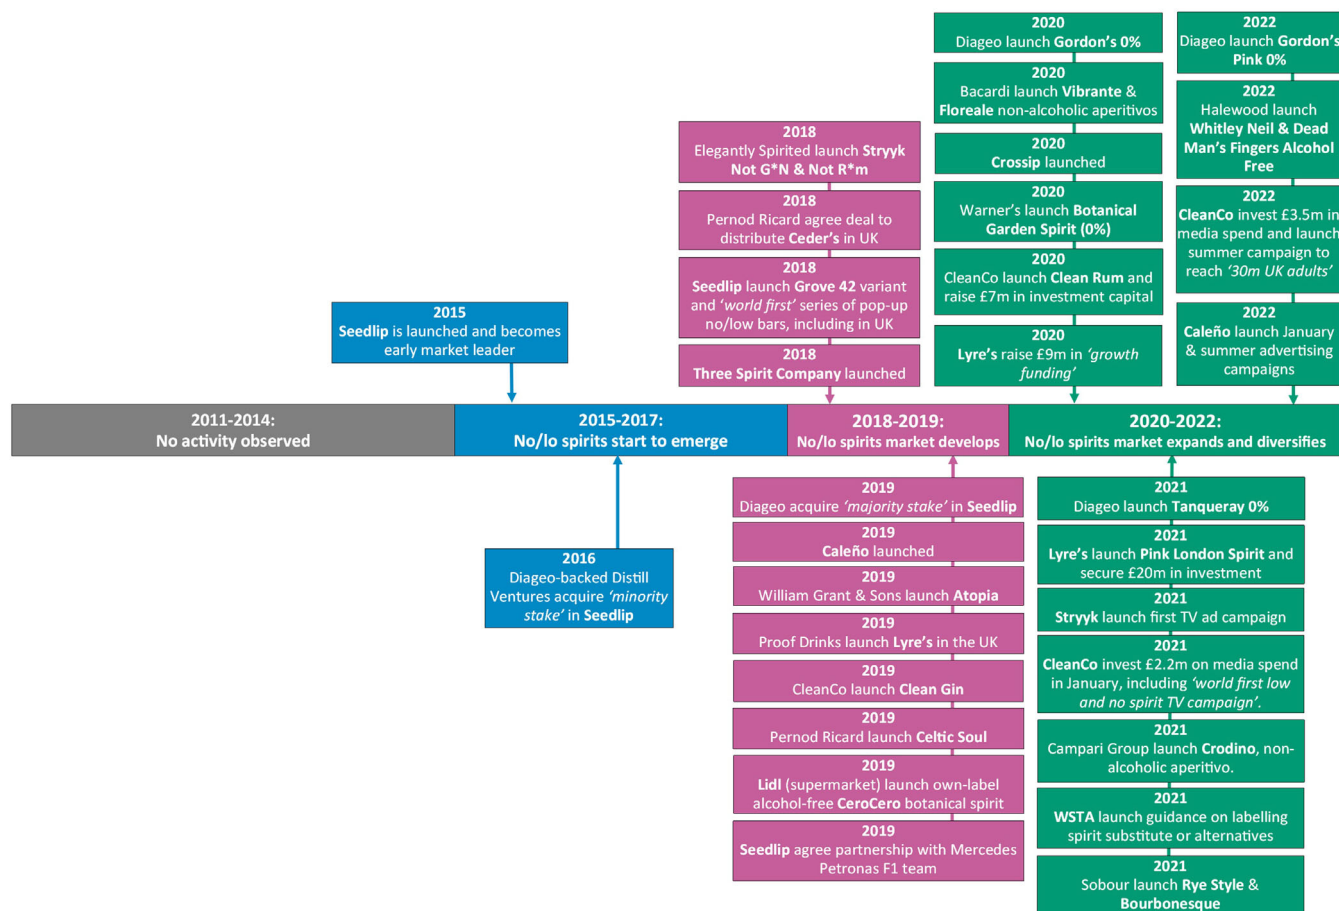 2020
Diageo launch Gordon's 0%
2020
Bacardi launch Vibrante &
Floreale non-alcoholic aperitivos
2020
Crossip launched
2020
Warner's launch Botanical
Garden Spirit (0%)
2020
CleanCo launch Clean Rum and
raise £7m in investment capital
2020
Lyre's raise £9m in ‘growth
funding’
2022
Diageo launch Gordon's
Pink 0%
2022
Halewood launch
Whitley Neil & Dead
Man's Fingers Alcohol
Free
2022
CleanCo invest £3.5m in
media spend and launch
summer campaign to
reach ‘30m UK adults’
2022
Caleño launch January
& summer advertising
campaigns
2018
Elegantly Spirited launch Stryyk
Not G*N & Not R*m
2018
Pernod Ricard agree deal to
distribute Ceder's in UK
2018
Seedlip launch Grove 42 variant
and ‘world first’ series of pop-up
no/low bars, including in UK
2018
Three Spirit Company launched
2015
Seedlip is launched and becomes
early market leader
2011-2014:
No activity observed
2015-2017:
No/lo spirits start to emerge
2018-2019:
No/lo spirits market develops
2020-2022:
No/lo spirits market expands and diversifies
2016
Diageo-backed Distill
Ventures acquire ‘minority
stake’ in Seedlip
2019
Diageo acquire ‘majority stake’ in Seedlip
2019
Caleño launched
2019
William Grant & Sons launch Atopia
2019
Proof Drinks launch Lyre's in the UK
2019
CleanCo launch Clean Gin
2019
Pernod Ricard launch Celtic Soul
2019
Lidl (supermarket) launch own-label
alcohol-free CeroCero botanical spirit
2019
Seedlip agree partnership with Mercedes
Petronas F1 team
2021
Diageo launch Tanqueray 0%
2021
Lyre's launch Pink London Spirit and
secure £20m in investment
2021
Stryyk launch first TV ad campaign
2021
CleanCo invest £2.2m on media spend
in January, including ‘world first low
and no spirit TV campaign’.
2021
Campari Group launch Crodino, non-
alcoholic aperitivo.
2021
WSTA launch guidance on labelling
spirit substitute or alternatives
2021
Sobour launch Rye Style &
Bourbonesque